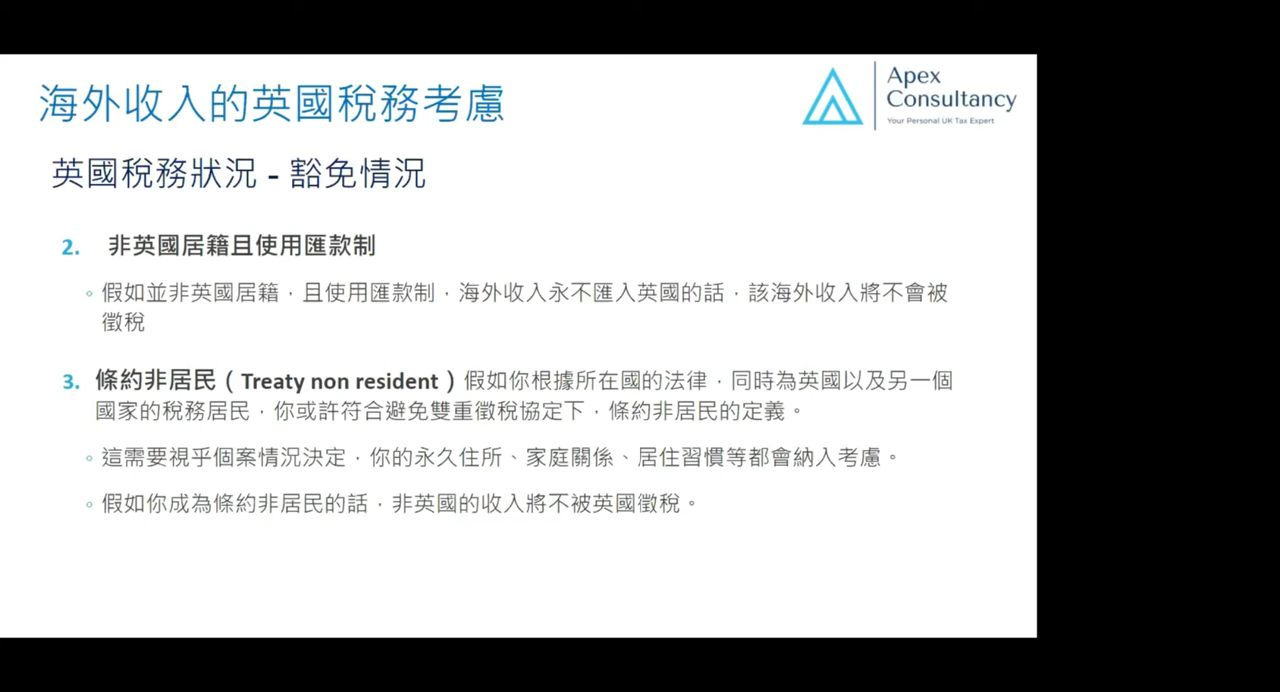 海外收入的英國稅務考慮
Apex
Consultancy
Your Personal UK Tax Expert
英國稅務狀況 - 豁免情況
2. 非英國居籍且使用匯款制
◦ 假如並非英國居籍，且使用匯款制，海外收入永不匯入英國的話，該海外收入將不會被
徵稅
3. 條約非居民（Treaty non resident）假如你根據所在國的法律，同時為英國以及另一個
國家的稅務居民，你或許符合避免雙重徵稅協定下，條約非居民的定義。
◦ 這需要視乎個案情況決定，你的永久住所、家庭關係、居住習慣等都會納入考慮。
◦ 假如你成為條約非居民的話，非英國的收入將不被英國徵稅。